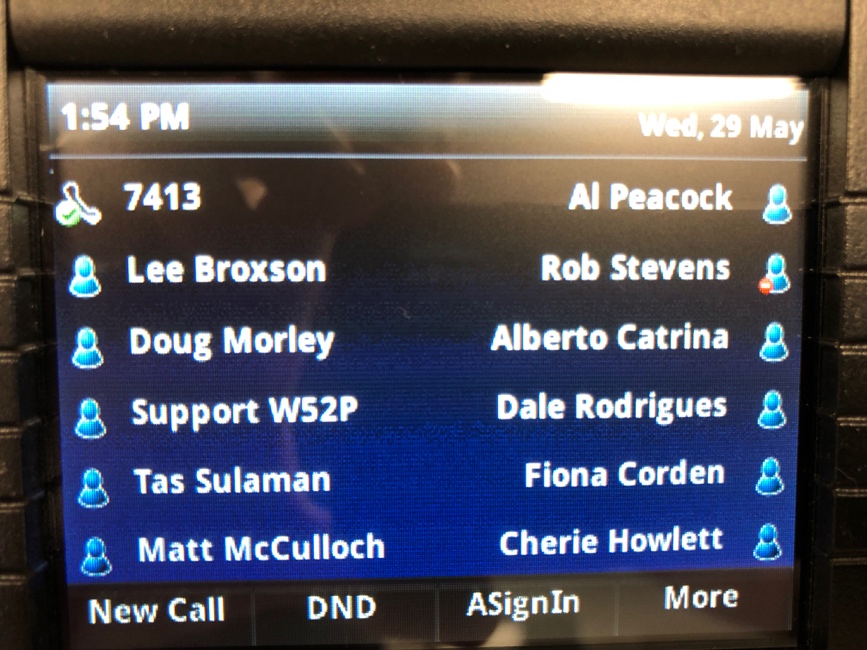 1:54 PM Wed, 29 May
7413 Al Peacock
Lee Broxson Rob Stevens
Doug Morley Alberto Catrina
Support W52P Dale Rodrigues
Tas Sulaman Fiona Corden
Matt McCulloch Cherie Howlett
New Call DND ASignIn More